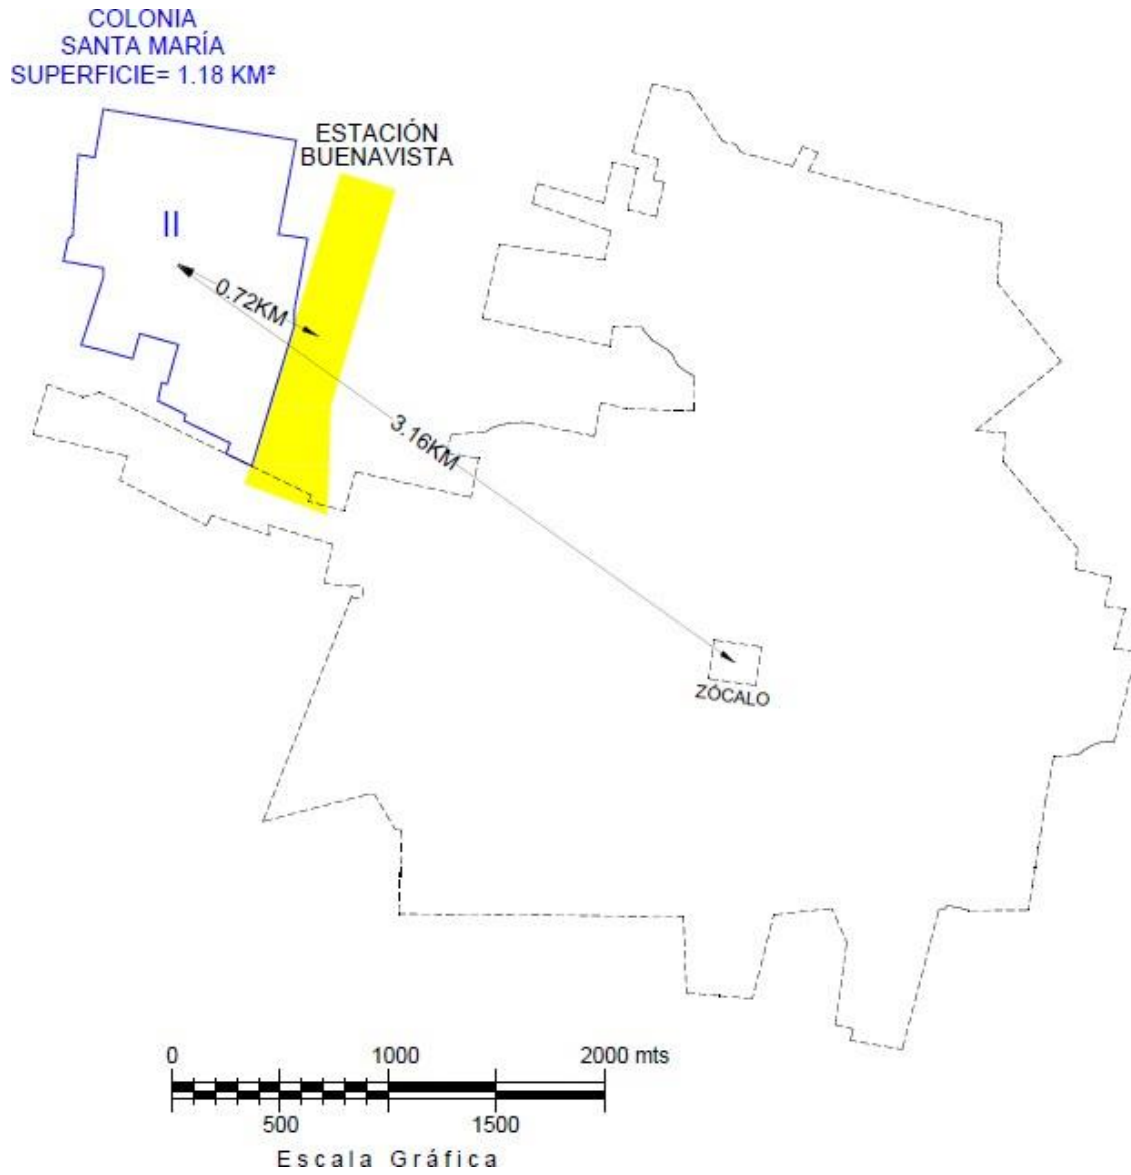 COLONIA
SANTA MARÍA
SUPERFICIE= 1.18 KM²
ESTACIÓN
BUENAVISTA
II
0.72KM
3.16KM
ZÓCALO
0 1000 2000 mts
500 1500
Escala Gráfica